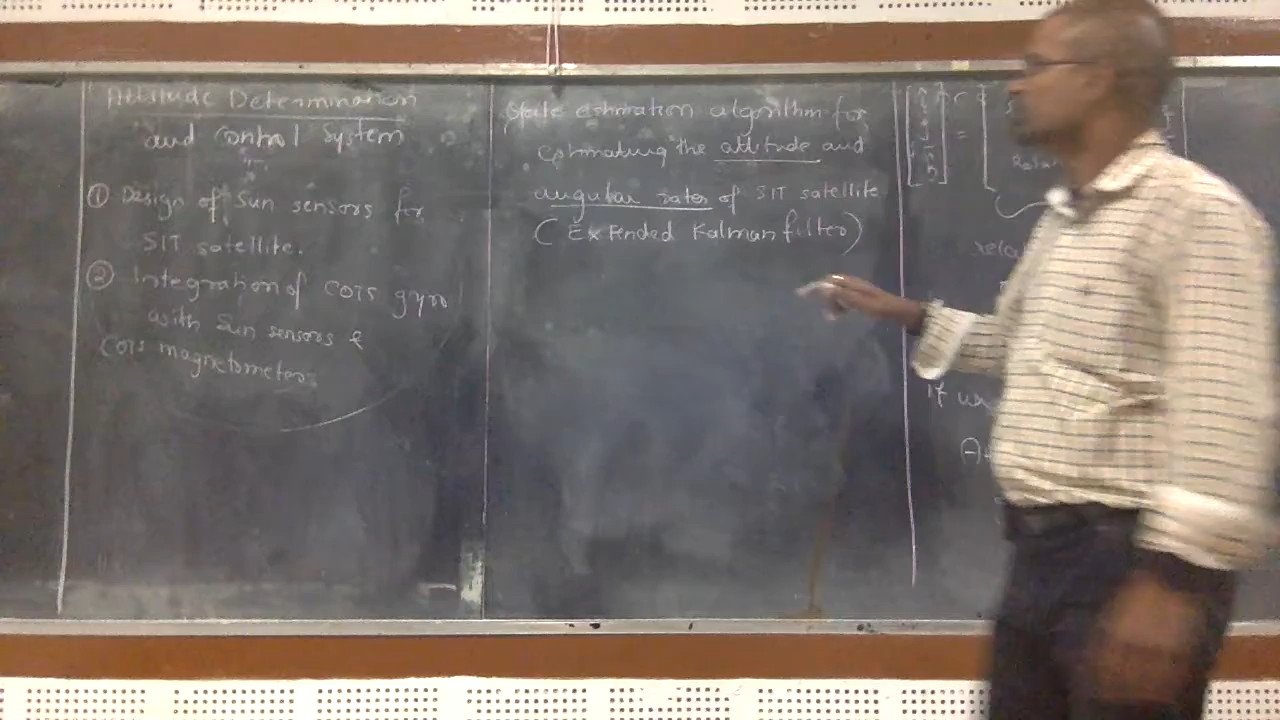 Attitude Determination
and control System
① Design of Sun sensors for
SIT satellite.
② Integration of COTS gyro
with Sun sensors &
COTS magnetometers
State estimation algorithm for
estimating the attitude and
angular rates of SIT satellite
(Extended Kalman filter)
r
=
If